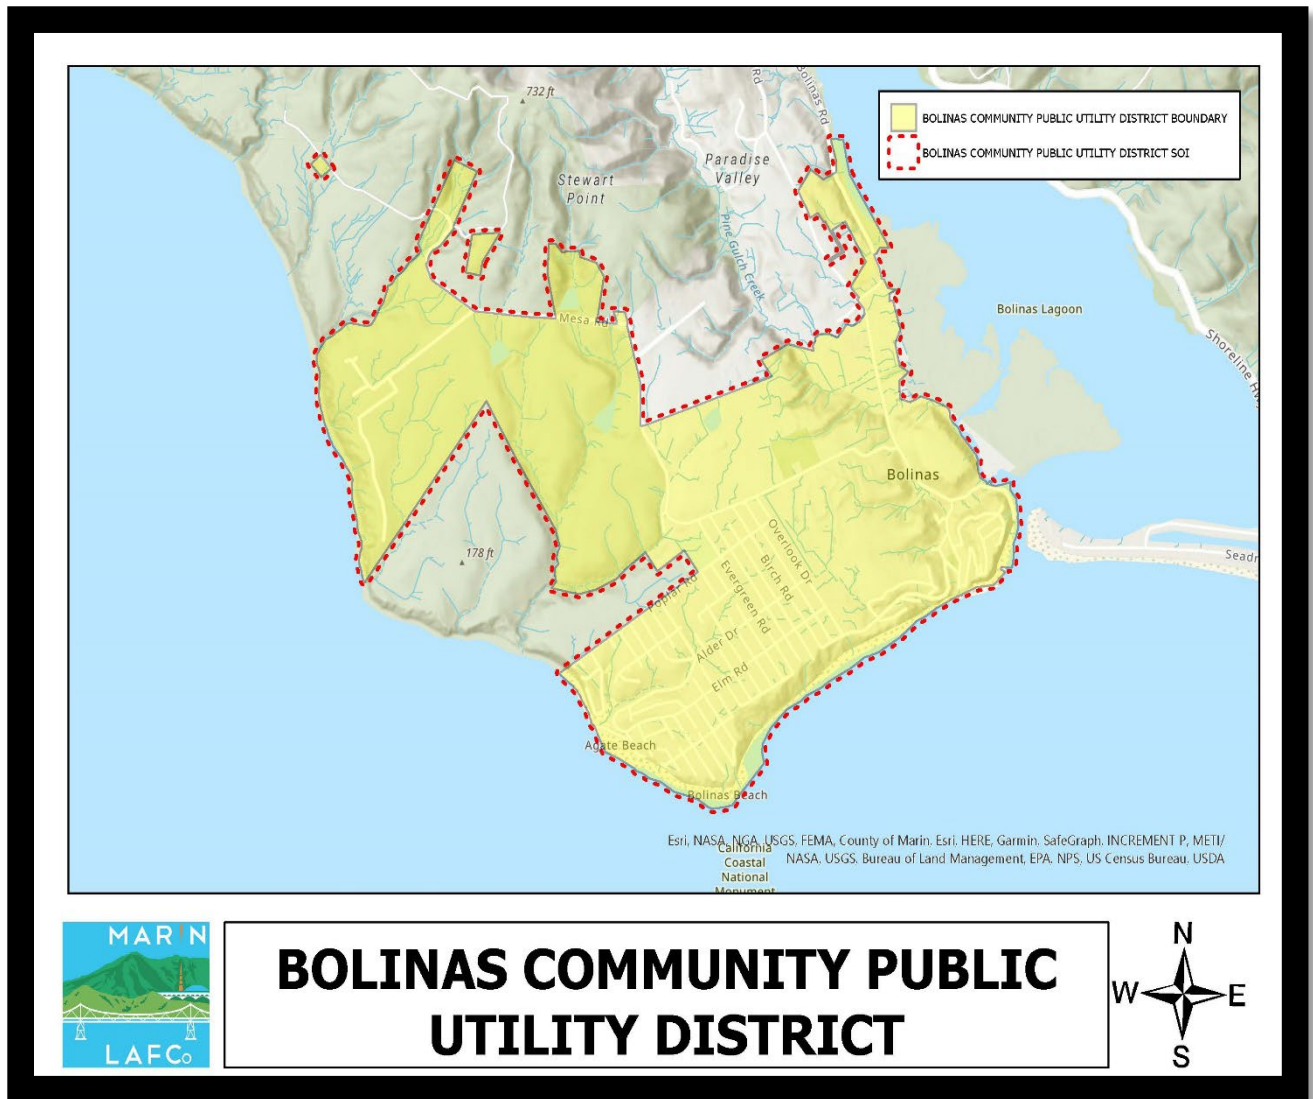 732 ft
Rd
Bolinas Rd
BOLINAS COMMUNITY PUBLIC UTILITY DISTRICT BOUNDARY
BOLINAS COMMUNITY PUBLIC UTILITY DISTRICT SOI
Paradise
Valley
Stewart
Point
Pine Gulch Creek
Bolinas Lagoon
Mesa Rd
Shoreline Hwy
Bolinas
178 ft
Overlook Dr
Birch Rd
Evergreen Rd
Poplar Rd
Alder Dr
Elm Rd
Seadr
Agate Beach
Bolinas Beach
Esri, NASA, NGA, USGS, FEMA, County of Marin, Esri, HERE, Garmin, SafeGraph, INCREMENT P, METI/
NASA, USGS, Bureau of Land Management, EPA, NPS, US Census Bureau, USDA
California
Coastal
National
Monument
MARIN
LAFCo
BOLINAS COMMUNITY PUBLIC
UTILITY DISTRICT
N
W
E
S